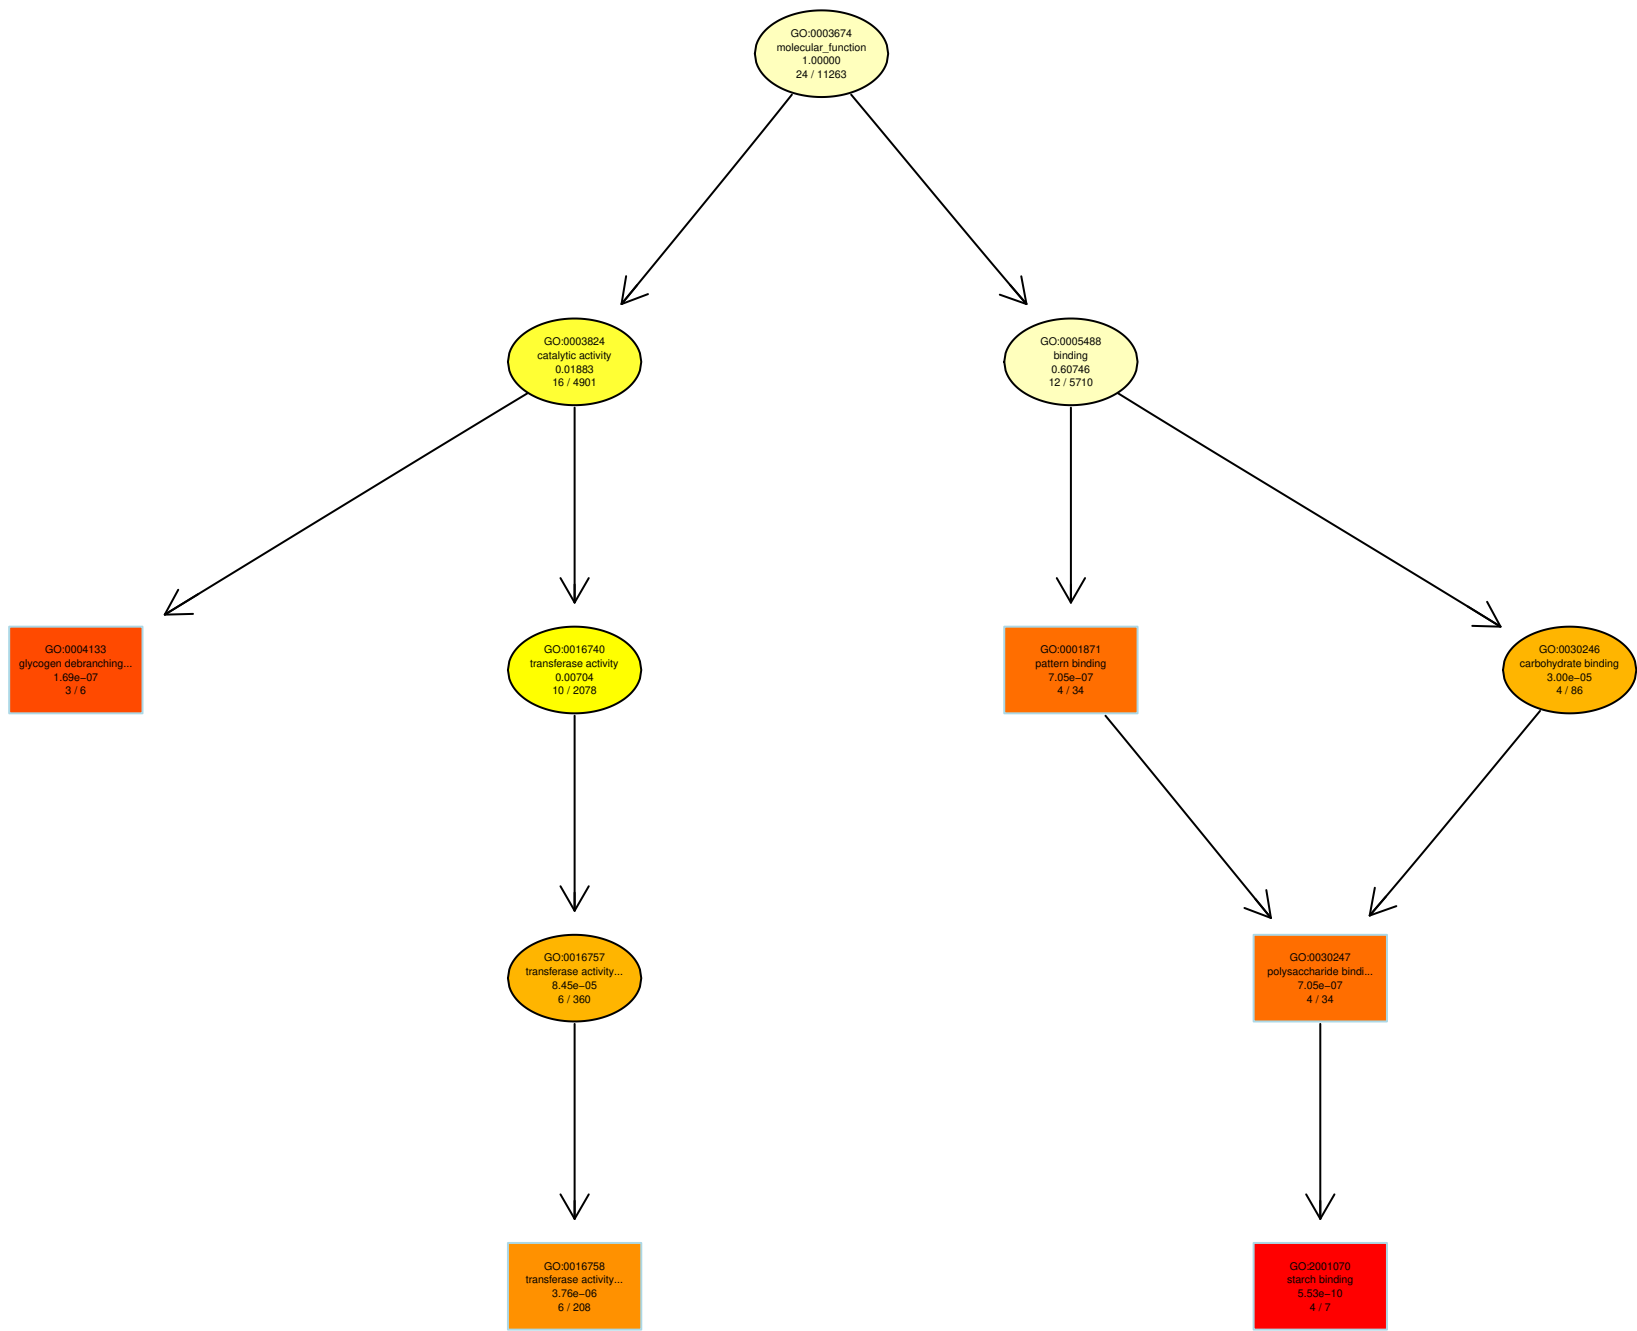 GO:0003674
molecular_function
1.00000
24 / 11263
GO:0003824
catalytic activity
0.01883
16 / 4901
GO:0005488
binding
0.60746
12 / 5710
GO:0004133
glycogen debranching...
1.69e−07
3 / 6
GO:0016740
transferase activity
0.00704
10 / 2078
GO:0001871
pattern binding
7.05e−07
4 / 34
GO:0030246
carbohydrate binding
3.00e−05
4 / 86
GO:0016757
transferase activity...
8.45e−05
6 / 360
GO:0030247
polysaccharide bindi...
7.05e−07
4 / 34
GO:0016758
transferase activity...
3.76e−06
6 / 208
GO:2001070
starch binding
5.53e−10
4 / 7